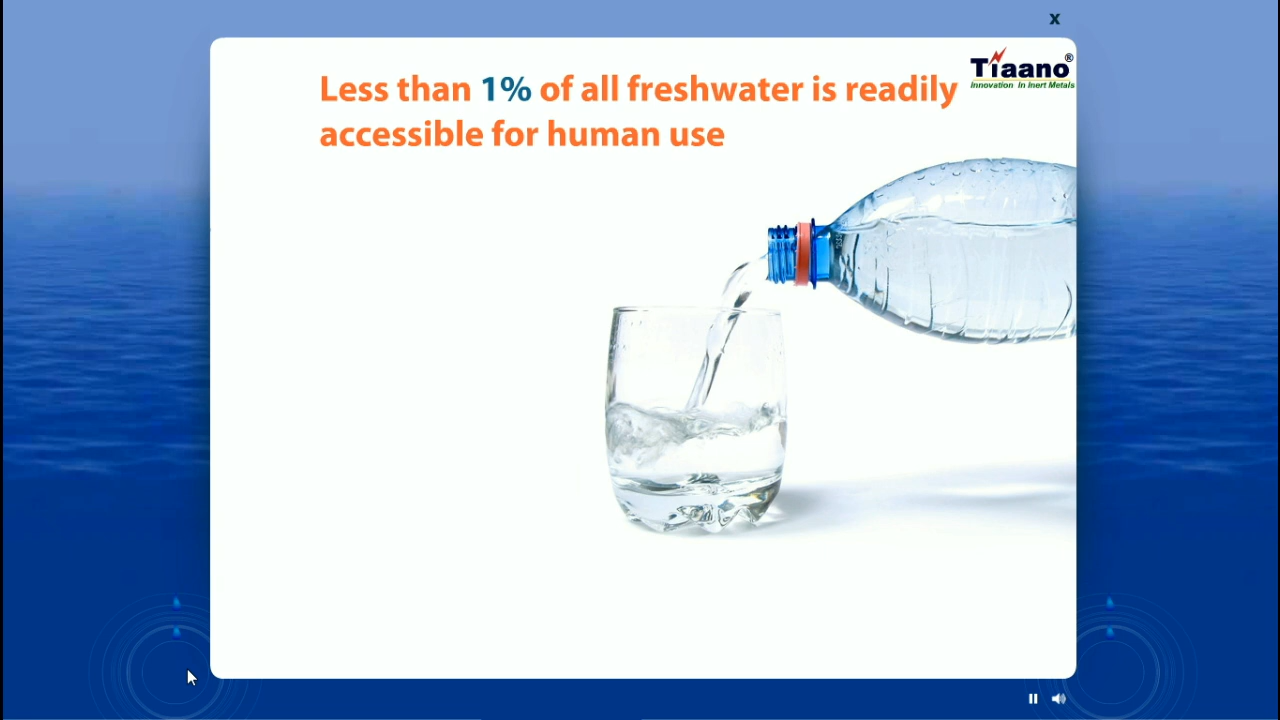 x
Less than 1% of all freshwater is readily
accessible for human use
Tiaano®
Innovation In Inert Metals